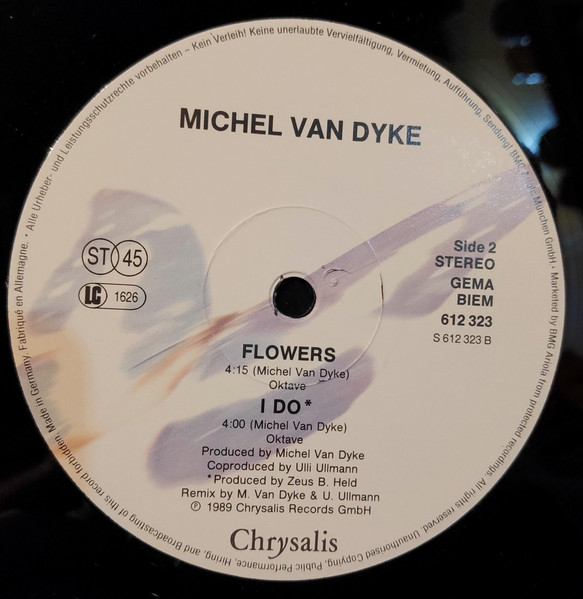 Alle Urheber- und Leistungsschutzrechte vorbehalten – Kein Verleih! Keine unerlaubte Vervielfältigung, Vermietung, Aufführung, Sendung! BMG Ariola München GmbH • Marketed by BMG Ariola from protected recordings. All rights reserved. Unauthorised Copying, Public Performance, Hiring, and Broadcasting of this record forbidden. Made in Germany. Fabriqué en Allemagne. •
MICHEL VAN DYKE
ST 45
LC 1626
Side 2
STEREO
GEMA
BIEM
612 323
S 612 323 B
FLOWERS
4:15 (Michel Van Dyke)
Oktave
I DO*
4:00 (Michel Van Dyke)
Oktave
Produced by Michel Van Dyke
Coproduced by Ulli Ullmann
*Produced by Zeus B. Held
Remix by M. Van Dyke & U. Ullmann
Ⓟ 1989 Chrysalis Records GmbH
Chrysalis